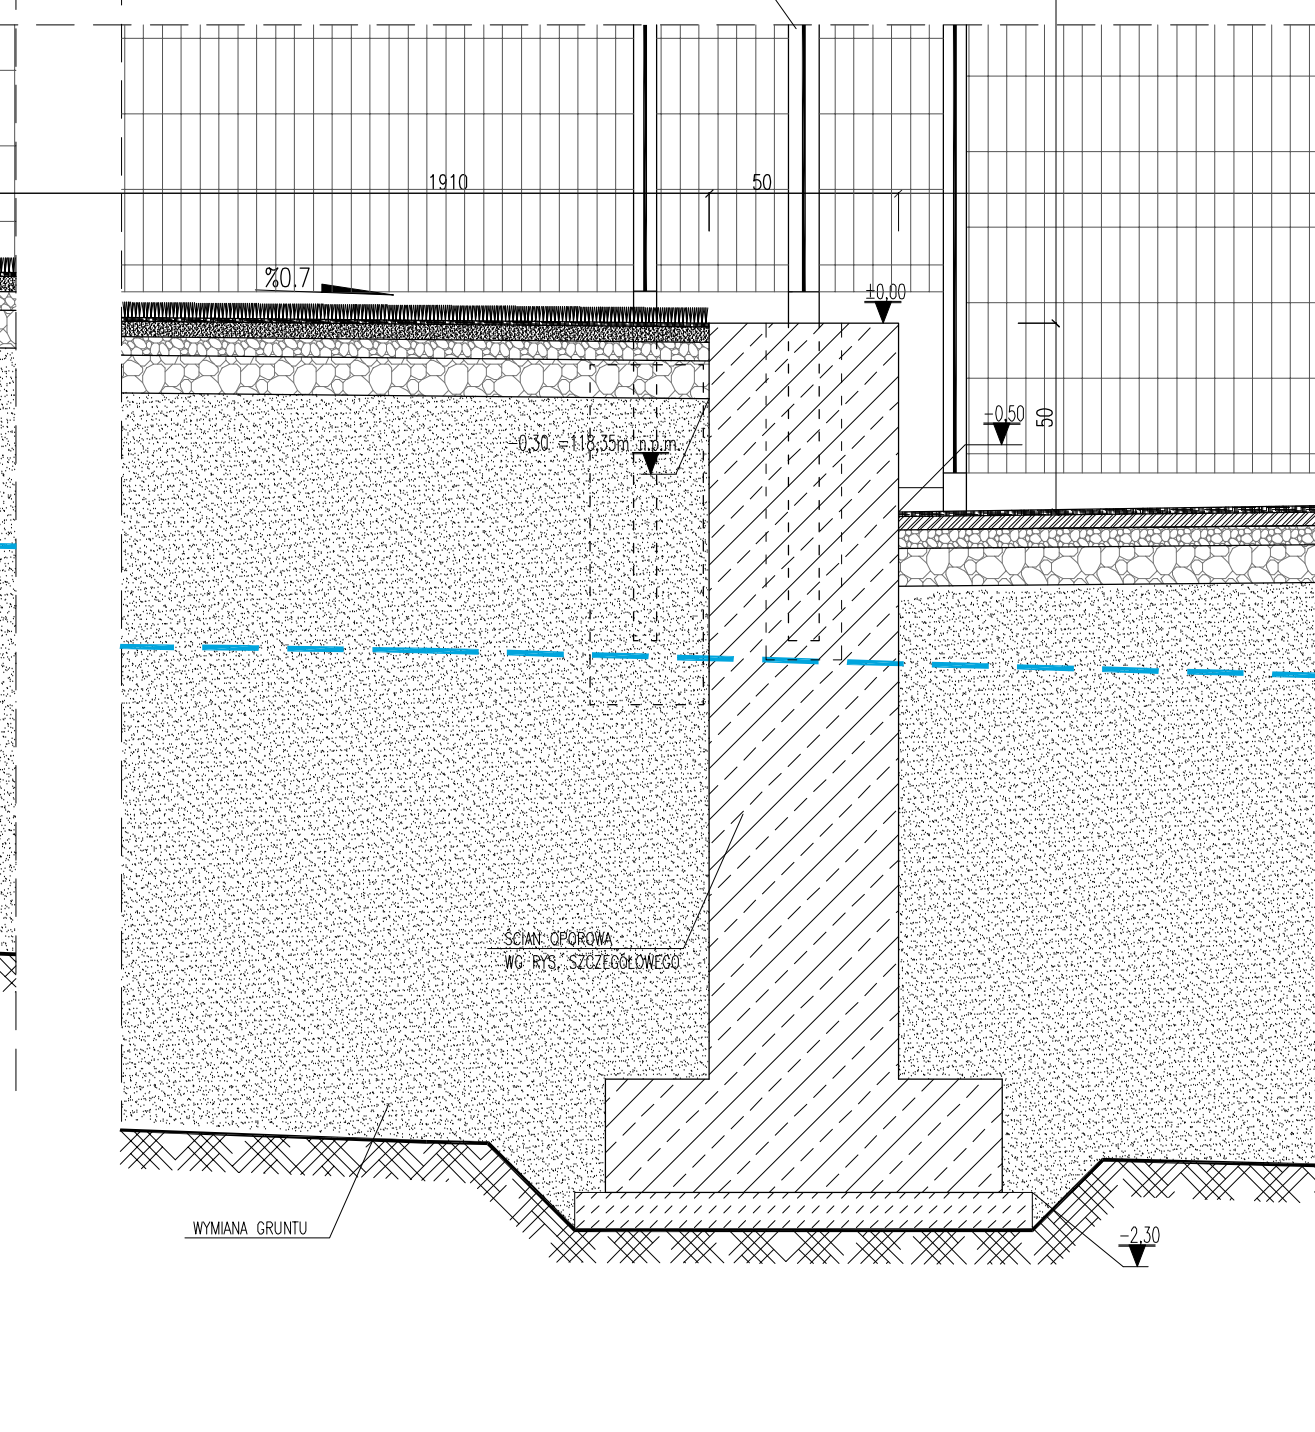 1910
50
%0.7
±0,00
-0,50
50
-0,30 =118,35m n.p.m.
ŚCIAN OPOROWA
WG RYS. SZCZEGÓŁOWEGO
WYMIANA GRUNTU
-2,30